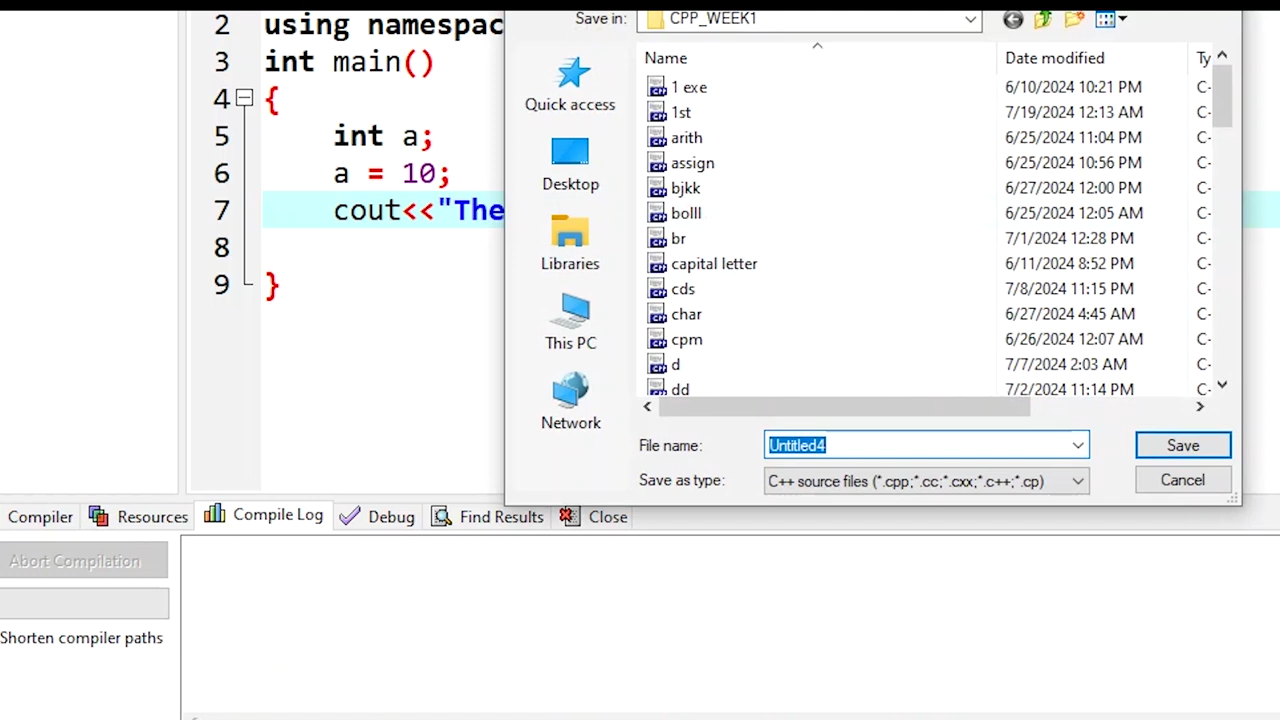 2 using namespac
3 int main()
4 {
5 int a;
6 a = 10;
7 cout<<"The
8
9 }
Save in: CPP_WEEK1
Quick access
Desktop
Libraries
This PC
Network
Name Date modified Ty
1 exe 6/10/2024 10:21 PM C-
1st 7/19/2024 12:13 AM C-
arith 6/25/2024 11:04 PM C-
assign 6/25/2024 10:56 PM C-
bjkk 6/27/2024 12:00 PM C-
bolll 6/25/2024 12:05 AM C-
br 7/1/2024 12:28 PM C-
capital letter 6/11/2024 8:52 PM C-
cds 7/8/2024 11:15 PM C-
char 6/27/2024 4:45 AM C-
cpm 6/26/2024 12:07 AM C-
d 7/7/2024 2:03 AM C-
dd 7/2/2024 11:14 PM C-
File name: Untitled4 Save
Save as type: C++ source files (*.cpp;*.cc;*.cxx;*.c++;*.cp) Cancel
Compiler Resources Compile Log Debug Find Results Close
Abort Compilation
Shorten compiler paths